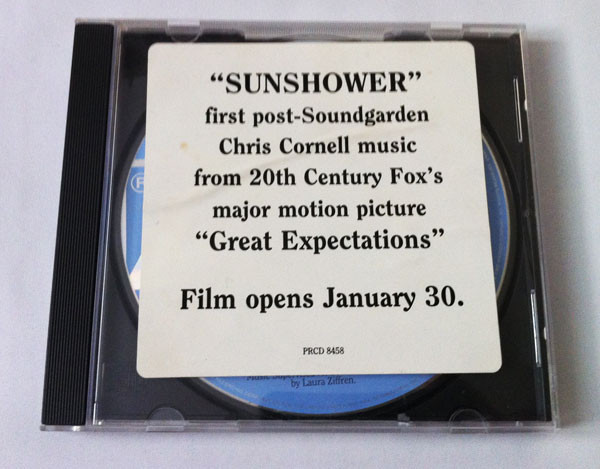 “SUNSHOWER”
first post-Soundgarden
Chris Cornell music
from 20th Century Fox's
major motion picture
“Great Expectations”
Film opens January 30.
PRCD 8458
by Laura Ziffren.